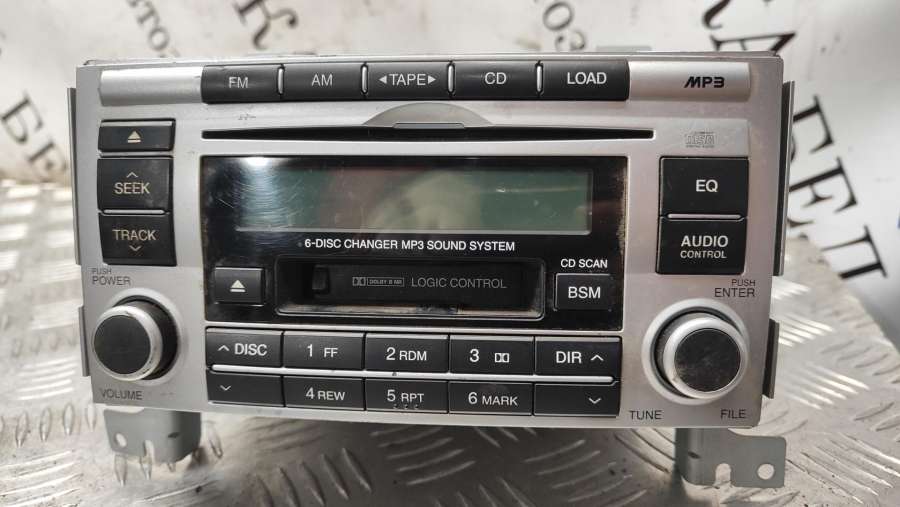 FM AM ◄TAPE► CD LOAD MP3
SEEK
TRACK
EQ
AUDIO
CONTROL
6-DISC CHANGER MP3 SOUND SYSTEM
DOLBY B NR LOGIC CONTROL
CD SCAN
BSM
PUSH
POWER
PUSH
ENTER
DISC 1 FF 2 RDM 3 DIR
4 REW 5 RPT 6 MARK
VOLUME
TUNE FILE